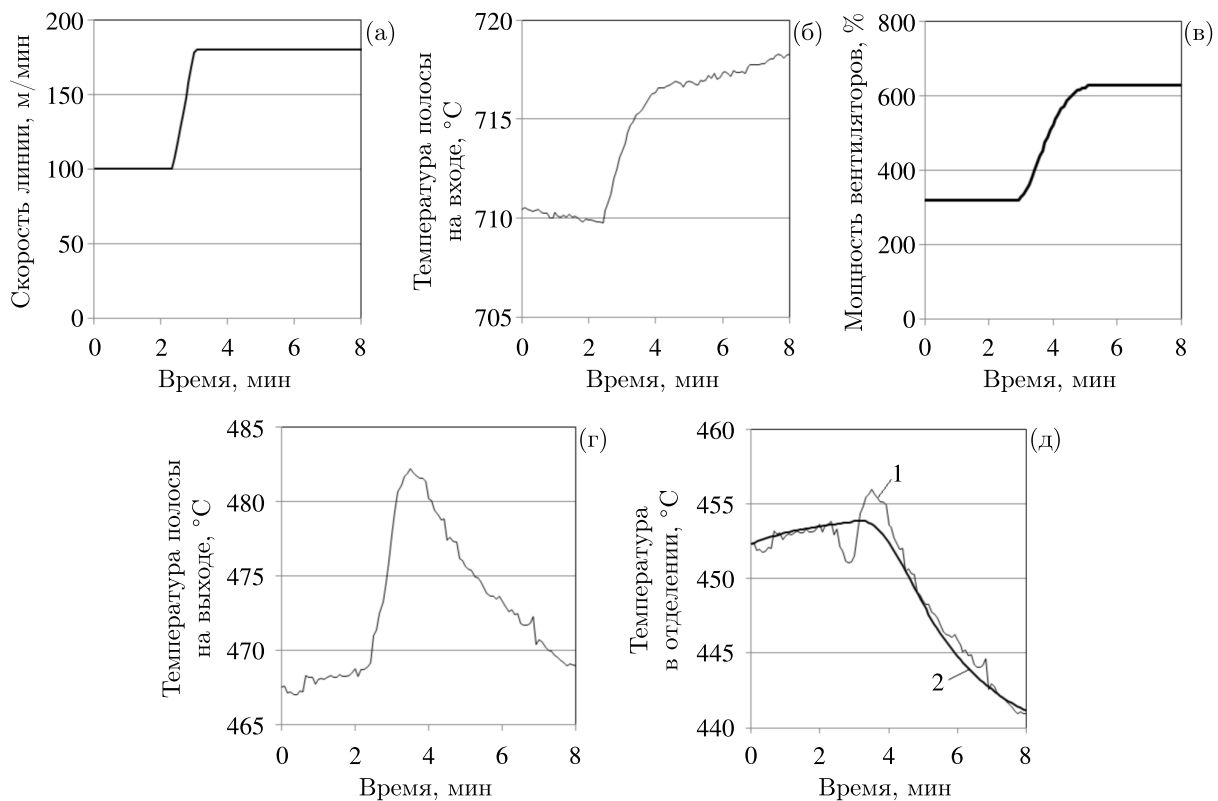 200
150
100
50
0
0 2 4 6 8
Скорость линии, м/мин
Время, мин
(а)
720
715
710
705
0 2 4 6 8
Температура полосы
на входе, °C
Время, мин
(б)
800
600
400
200
0
0 2 4 6 8
Мощность вентиляторов, %
Время, мин
(в)
485
480
475
470
465
0 2 4 6 8
Температура полосы
на выходе, °C
Время, мин
(г)
460
455
450
445
440
0 2 4 6 8
Температура
в отделении, °C
Время, мин
(д)
1
2